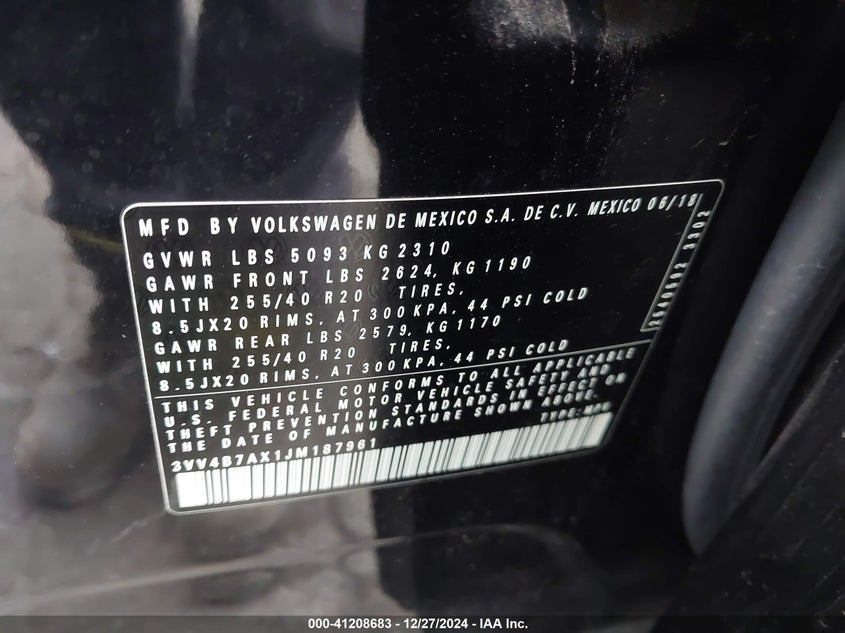 MFD BY VOLKSWAGEN DE MEXICO S.A. DE C.V. MEXICO 06/18
GVWR LBS 5093 KG 2310
GAWR FRONT LBS 2624, KG 1190
WITH 255/40 R20 TIRES,
8.5JX20 RIMS, AT 300 KPA, 44 PSI COLD
GAWR REAR LBS 2579, KG 1170
WITH 255/40 R20 TIRES,
8.5JX20 RIMS, AT 300 KPA, 44 PSI COLD
THIS VEHICLE CONFORMS TO ALL APPLICABLE
U.S. FEDERAL MOTOR VEHICLE SAFETY AND
THEFT PREVENTION STANDARDS IN EFFECT ON
THE DATE OF MANUFACTURE SHOWN ABOVE.
3VV4B7AX1JM187961 TYPE: MPV
3302
000-41208683 - 12/27/2024 - IAA Inc.